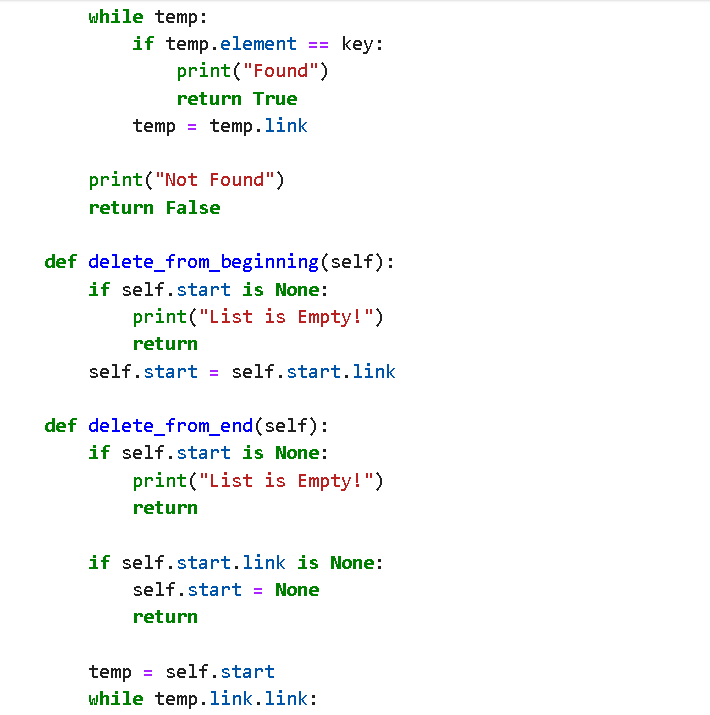 while temp:
            if temp.element == key:
                print("Found")
                return True
            temp = temp.link

        print("Not Found")
        return False

    def delete_from_beginning(self):
        if self.start is None:
            print("List is Empty!")
            return
        self.start = self.start.link

    def delete_from_end(self):
        if self.start is None:
            print("List is Empty!")
            return

        if self.start.link is None:
            self.start = None
            return

        temp = self.start
        while temp.link.link: